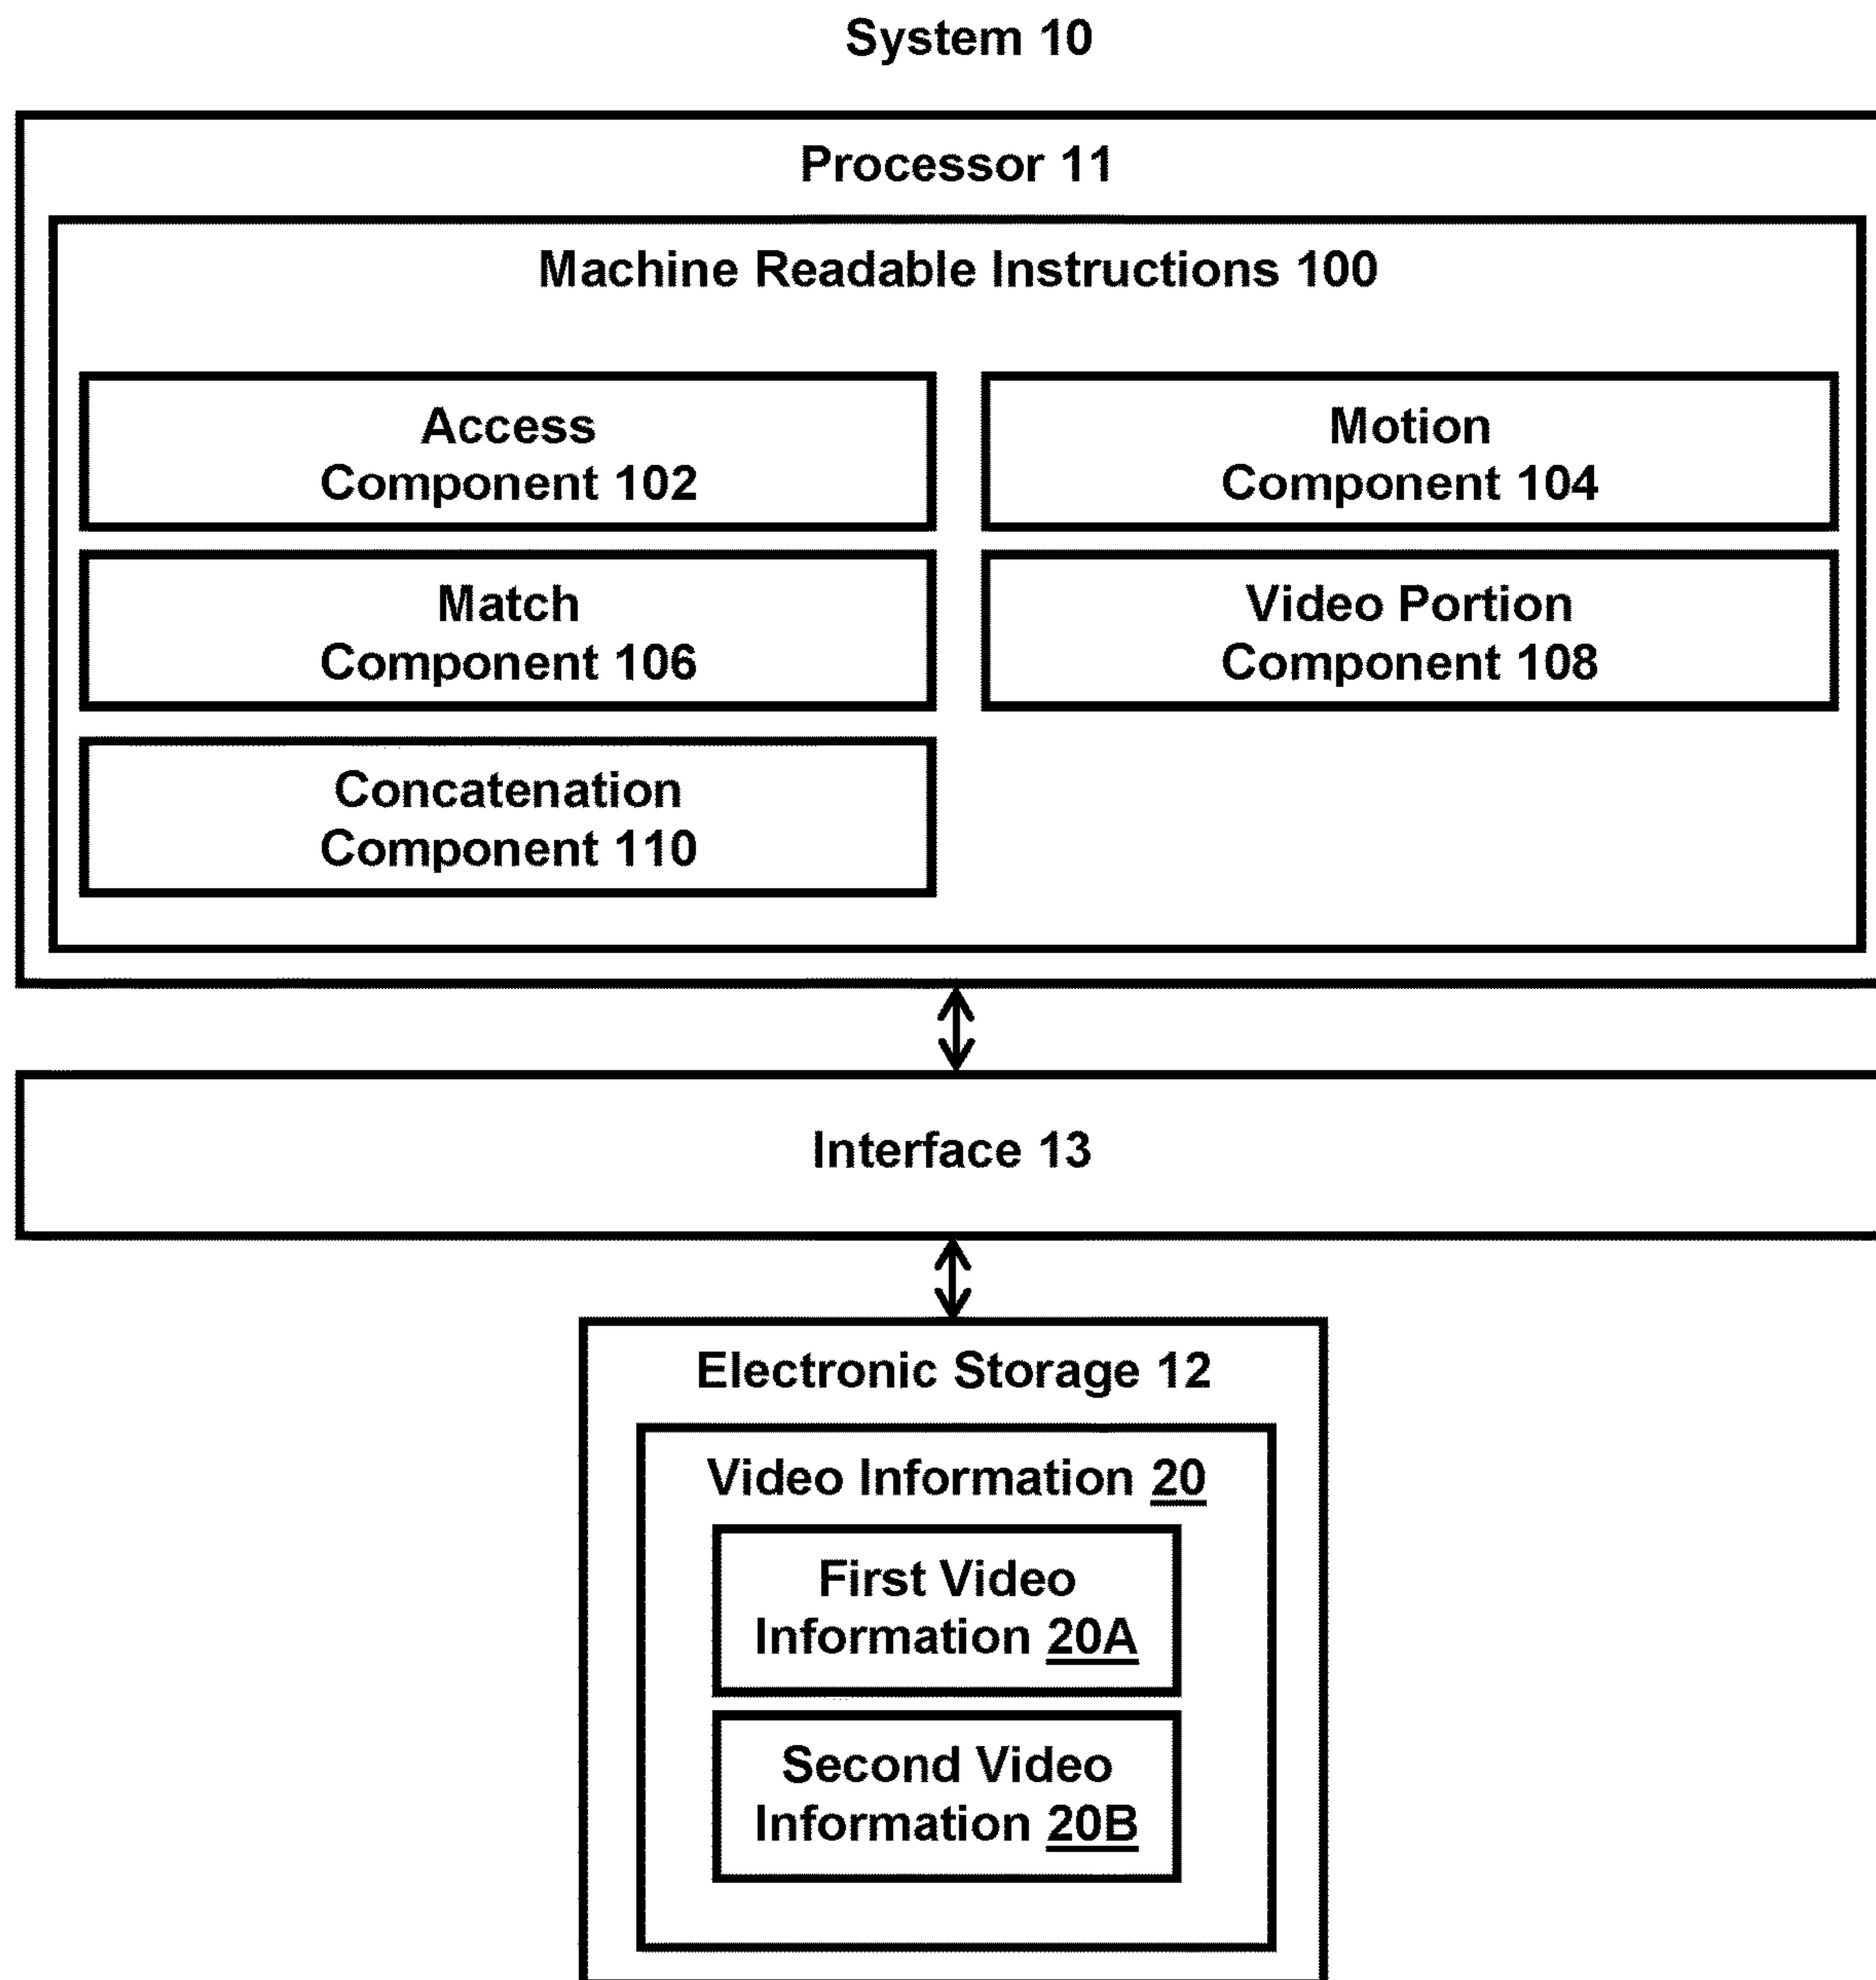 System 10
Processor 11
Machine Readable Instructions 100
Access
Component 102
Motion
Component 104
Match
Component 106
Video Portion
Component 108
Concatenation
Component 110
Interface 13
Electronic Storage 12
Video Information 20
First Video
Information 20A
Second Video
Information 20B